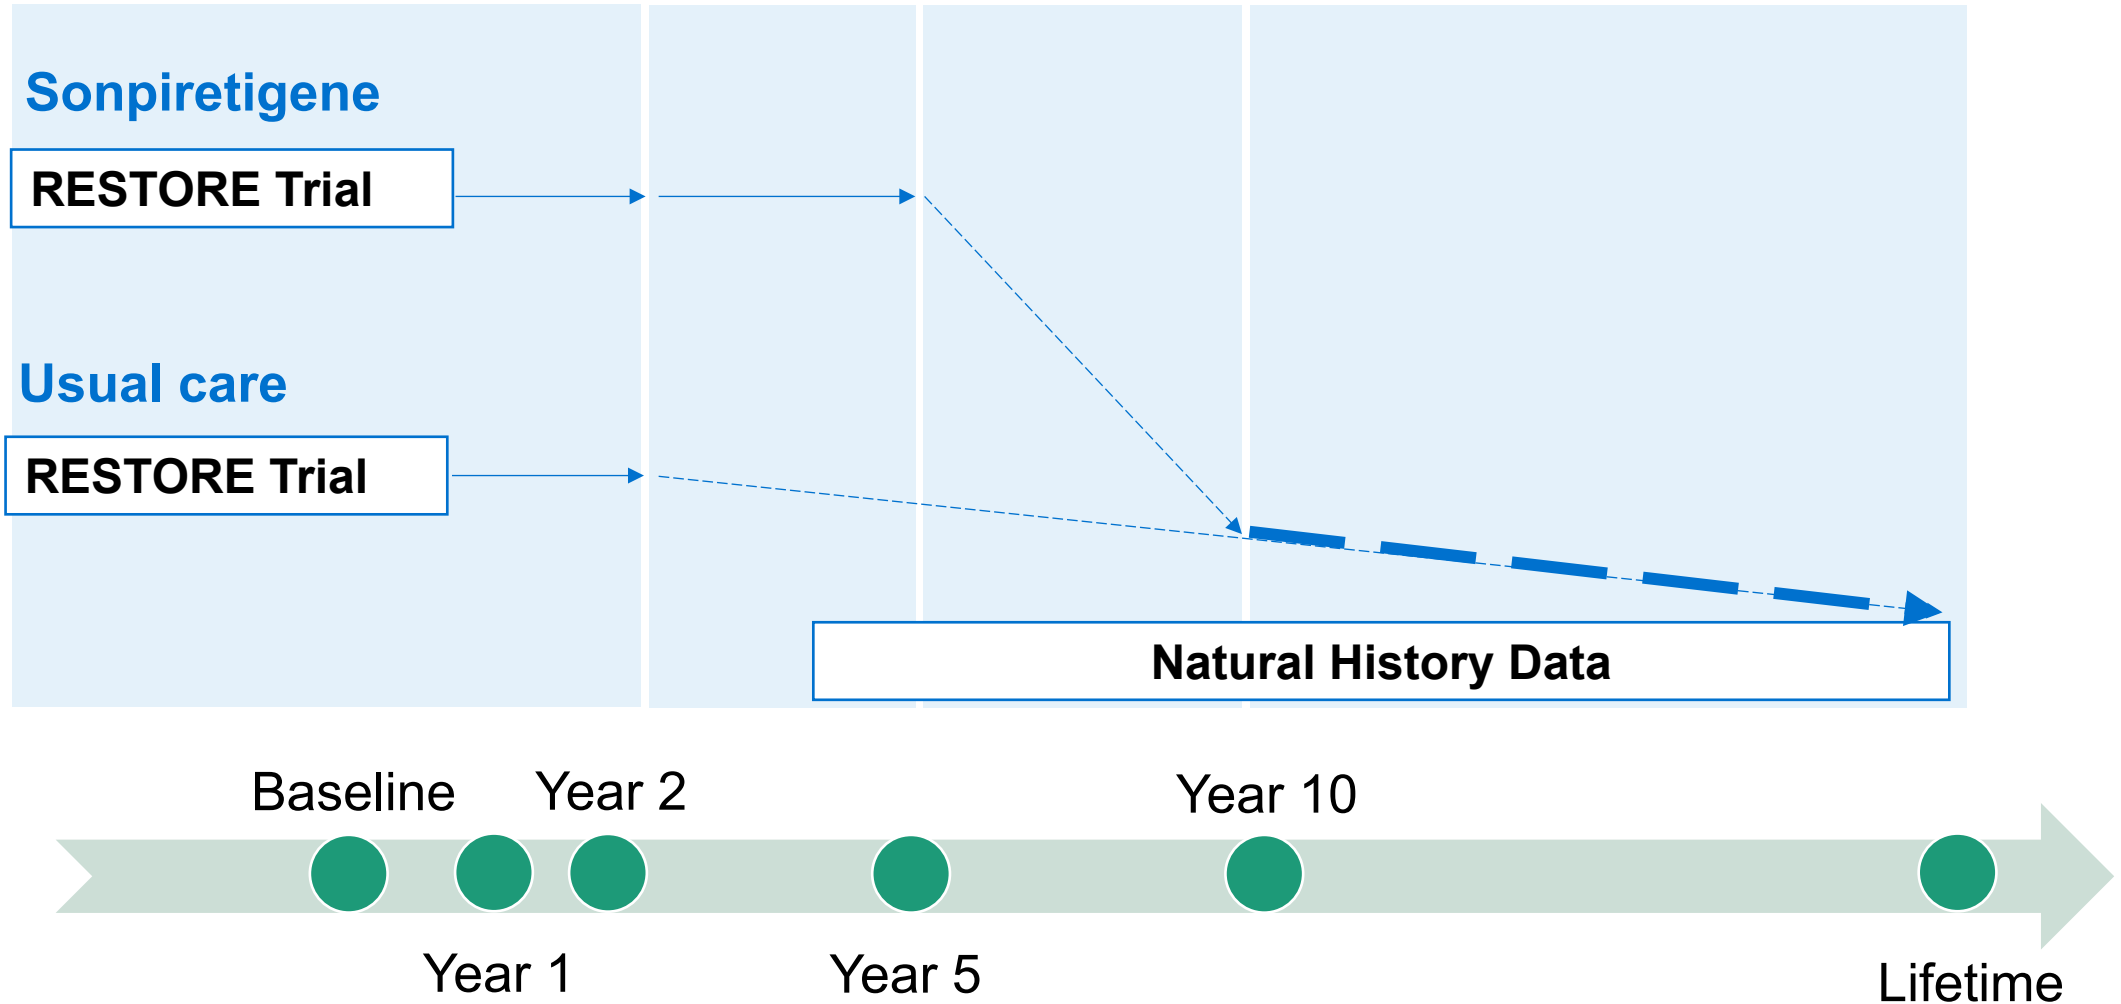 Sonpiretigene
RESTORE Trial
Usual care
RESTORE Trial
Natural History Data
Baseline
Year 2
Year 10
Year 1
Year 5
Lifetime